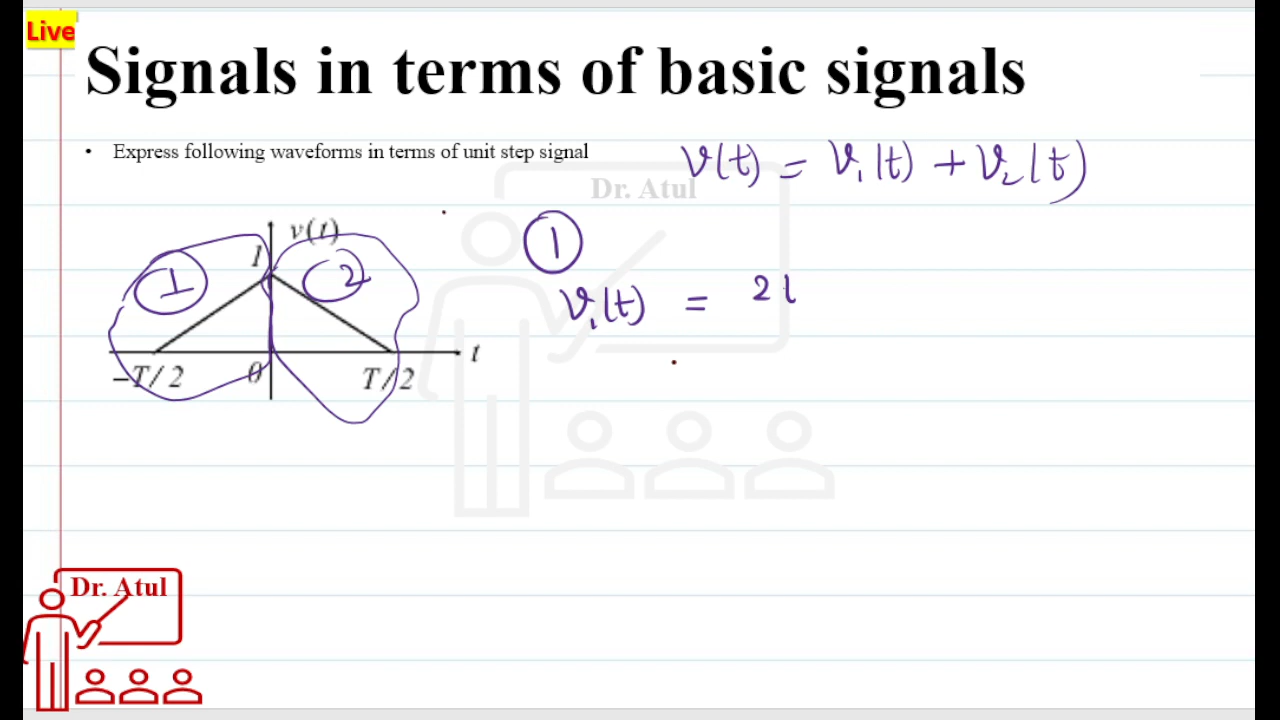 Live
Signals in terms of basic signals
• Express following waveforms in terms of unit step signal
v(t) = v₁(t) + v₂(t)
Dr. Atul
v(t)
1
1
2
1
v₁(t) = 2t
t
−T/2
0
T/2
Dr. Atul